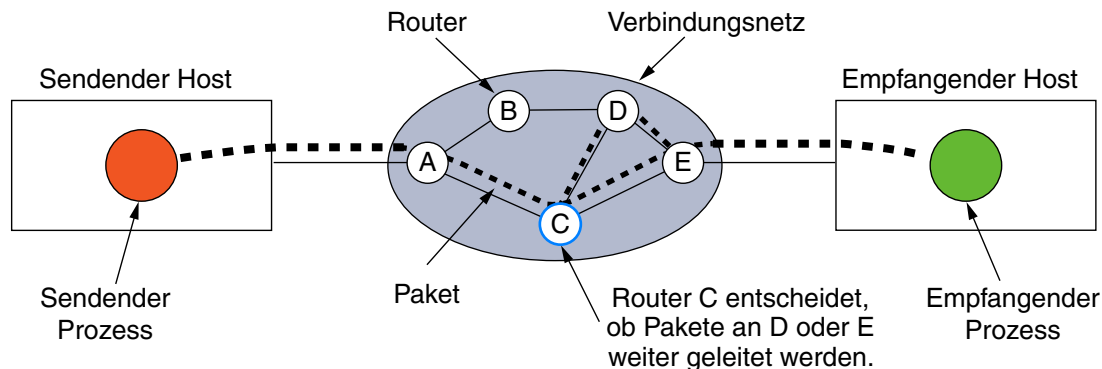 Router
Verbindungsnetz
Sendender Host
Empfangender Host
B
D
A
E
C
Sendender
Prozess
Paket
Router C entscheidet,
ob Pakete an D oder E
weiter geleitet werden.
Empfangender
Prozess